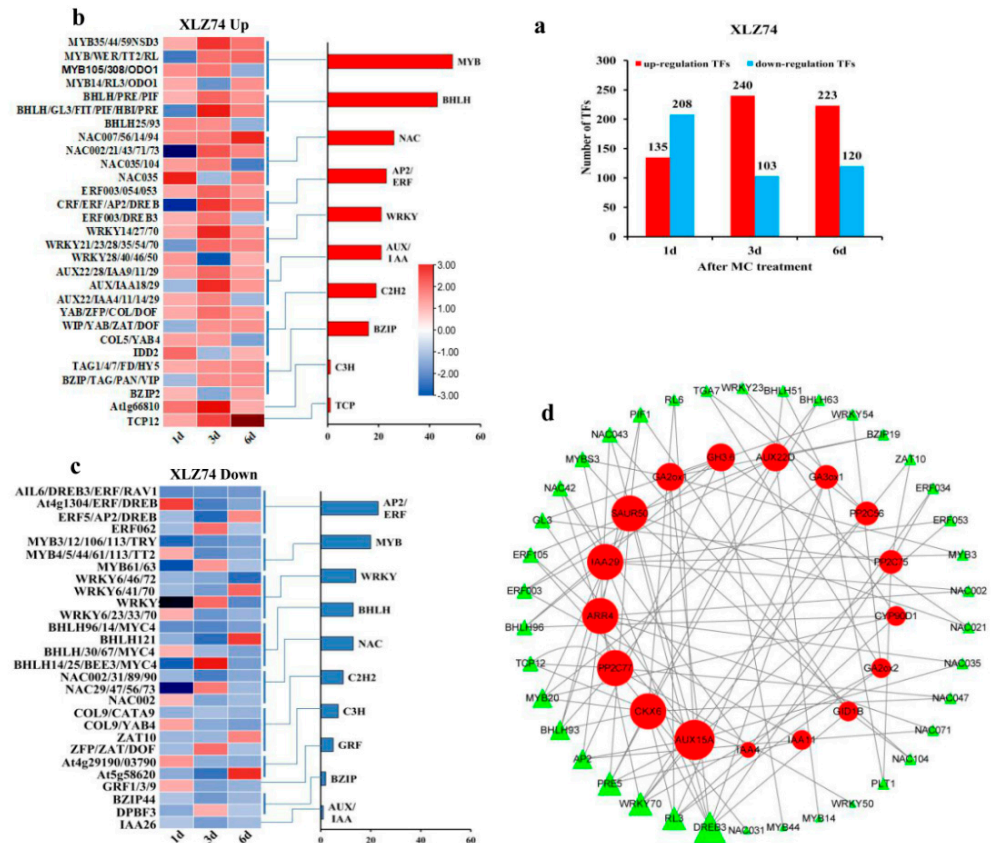 b
XLZ74 Up
MYB35/44/59NSD3
MYB/WER/TT2/RL
MYB105/308/ODO1
MYB14/RL3/ODO1
BHLH/PRE/PIF
BHLH/GL3/FIT/PIF/HBI/PRE
BHLH25/93
NAC007/56/14/94
NAC002/21/43/71/73
NAC035/104
NAC035
ERF003/054/053
CRF/ERF/AP2/DREB
ERF003/DREB3
WRKY14/27/70
WRKY21/23/28/35/54/70
WRKY28/40/46/50
AUX22/28/IAA9/11/29
AUX/IAA18/29
AUX22/IAA4/11/14/29
YAB/ZFP/COL/DOF
WIP/YAB/ZAT/DOF
COL5/YAB4
IDD2
TAG1/4/7/FD/HY5
BZIP/TAG/PAN/VIP
BZIP2
At1g66810
TCP12
1d 3d 6d
MYB
BHLH
NAC
AP2/
ERF
WRKY
AUX/
IAA
C2H2
BZIP
C3H
TCP
0 20 40 60
3.00
2.00
1.00
0.00
-1.00
-2.00
-3.00
a
XLZ74
up-regulation TFs down-regulation TFs
Number of TFs
300
250
200
150
100
50
0
135 208
240 103
223 120
1d 3d 6d
After MC treatment
c
XLZ74 Down
AIL6/DREB3/ERF/RAV1
At4g1304/ERF/DREB
ERF5/AP2/DREB
ERF062
MYB3/12/106/113/TRY
MYB4/5/44/61/113/TT2
MYB61/63
WRKY6/46/72
WRKY6/41/70
WRKY
WRKY6/23/33/70
BHLH96/14/MYC4
BHLH121
BHLH/30/67/MYC4
BHLH14/25/BEE3/MYC4
NAC002/31/89/90
NAC29/47/56/73
NAC002
COL9/CATA9
COL9/YAB4
ZAT10
ZFP/ZAT/DOF
At4g29190/03790
At5g58620
GRF1/3/9
BZIP44
DPBF3
IAA26
1d 3d 6d
AP2/
ERF
MYB
WRKY
BHLH
NAC
C2H2
C3H
GRF
BZIP
AUX/
IAA
0 20 40 60
d
TGA7
WRKY23
BHLH51
BHLH63
WRKY54
BZIP19
ZAT10
ERF034
ERF053
MYB3
NAC002
NAC021
NAC035
NAC047
NAC071
NAC104
PLT1
WRKY50
MYB14
MYB44
NAC031
DREB3
RL3
WRKY70
PRE5
AP2
BHLH93
MYB20
TCP12
BHLH96
ERF003
ERF105
GL3
NAC42
MYBS3
NAC043
PIF1
RL6
GH3.6
AUX22D
GA3ox1
PP2C56
PP2C75
CYP90D1
GA2ox2
GID1B
IAA11
IAA4
AUX15A
CKX6
PP2C77
ARR4
IAA29
SAUR50
GA2ox1